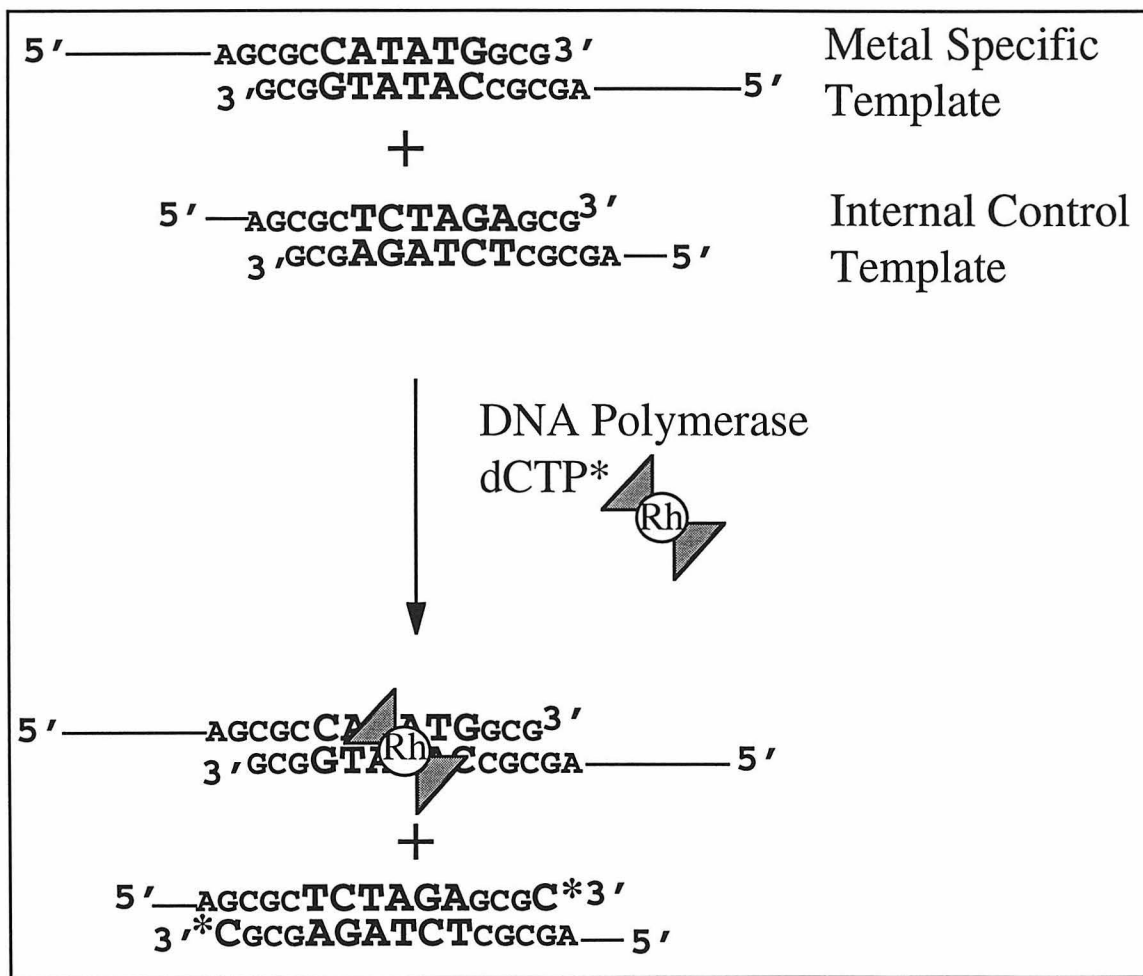 5′ AGCGCCATATGGCG3′
3′GCGGTATACCGCGA 5′
Metal Specific
Template
+
5′ AGCGCTCTAGAGCG3′
3′GCGAGATCTCGCGA 5′
Internal Control
Template
DNA Polymerase
dCTP*
Rh
5′ AGCGCCA ATGGCG3′
Rh
3′GCGGTA ACCGCGA 5′
+
5′ AGCGCTCTAGAGCGC*3′
3′*CGCGAGATCTCGCGA 5′